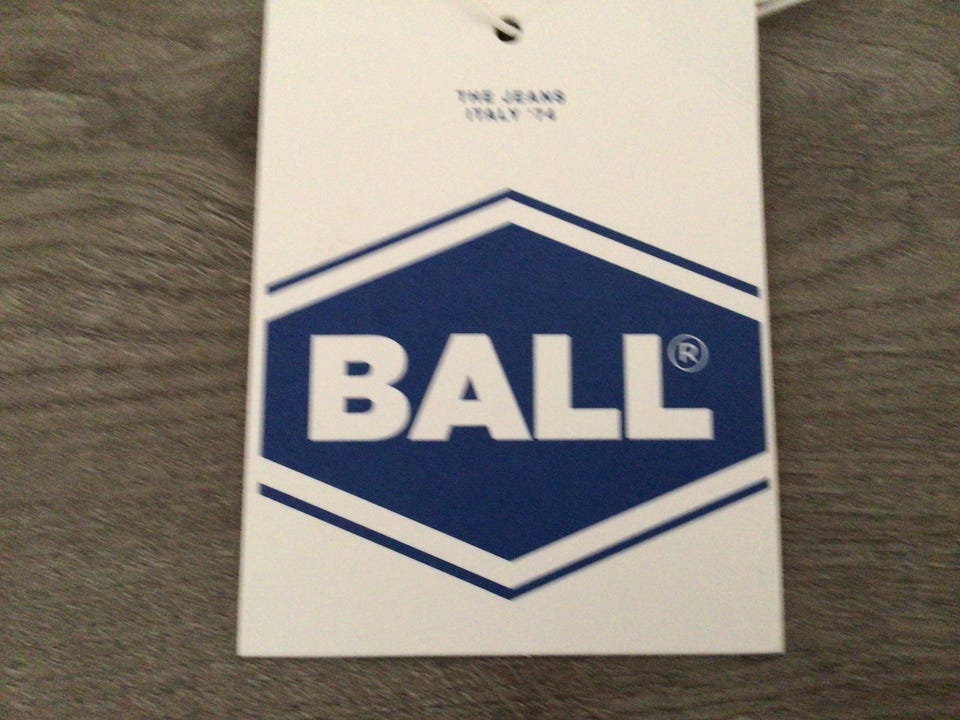 THE JEANS
ITALY '74
BALL®